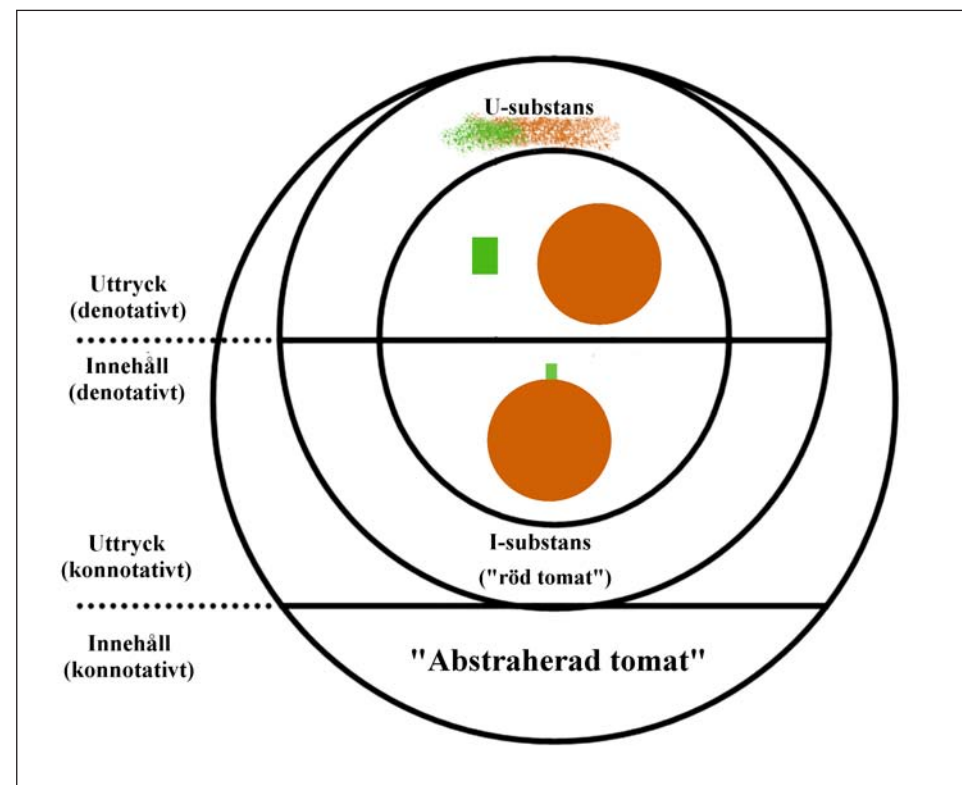 U-substans
Uttryck
(denotativt)
Innehåll
(denotativt)
Uttryck
(konnotativt)
I-substans
("röd tomat")
Innehåll
(konnotativt)
"Abstraherad tomat"